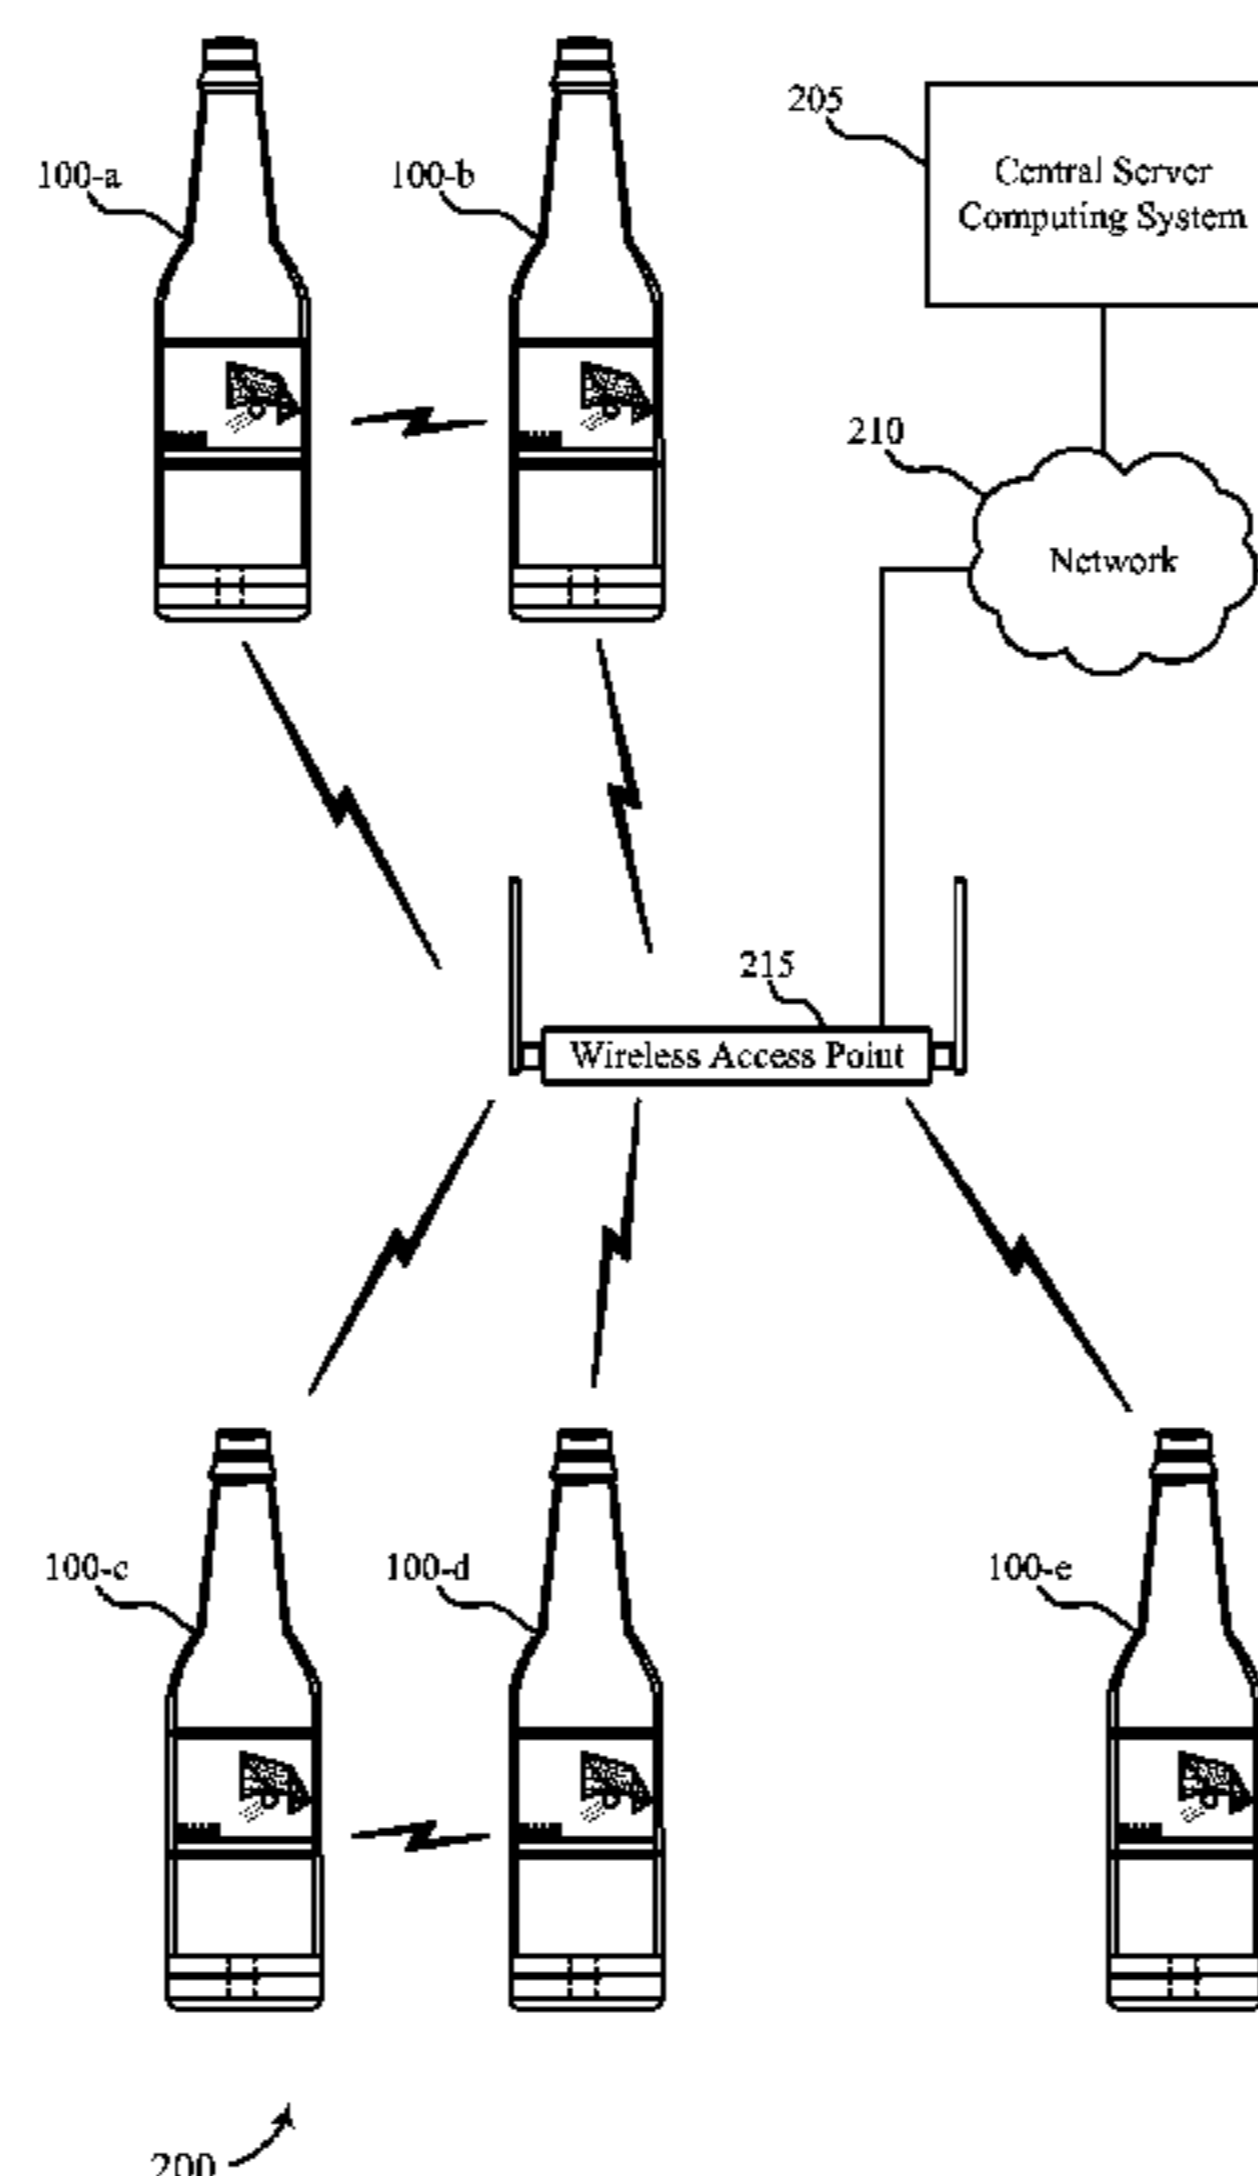 205
Central Server
Computing System
100-a
100-b
210
Network
215
Wireless Access Point
100-c
100-d
100-e
200